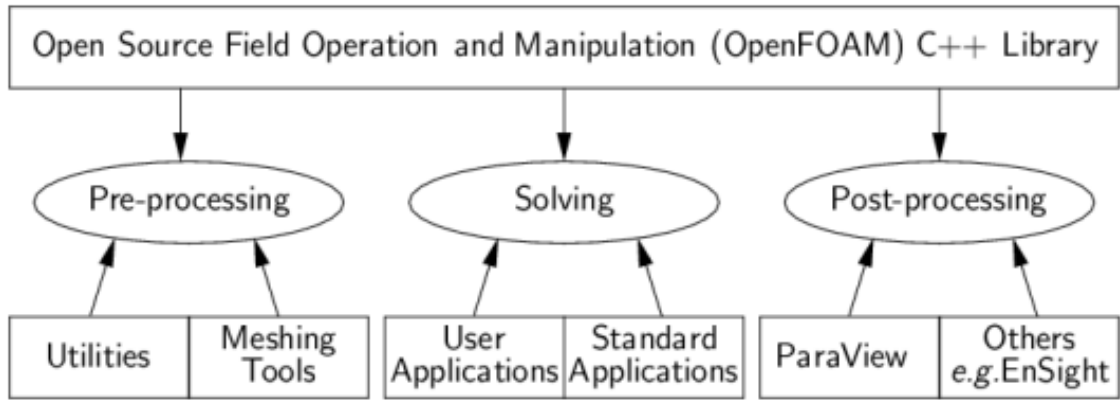 Open Source Field Operation and Manipulation (OpenFOAM) C++ Library
Pre-processing
Solving
Post-processing
Utilities
Meshing
Tools
User
Applications
Standard
Applications
ParaView
Others
e.g.EnSight